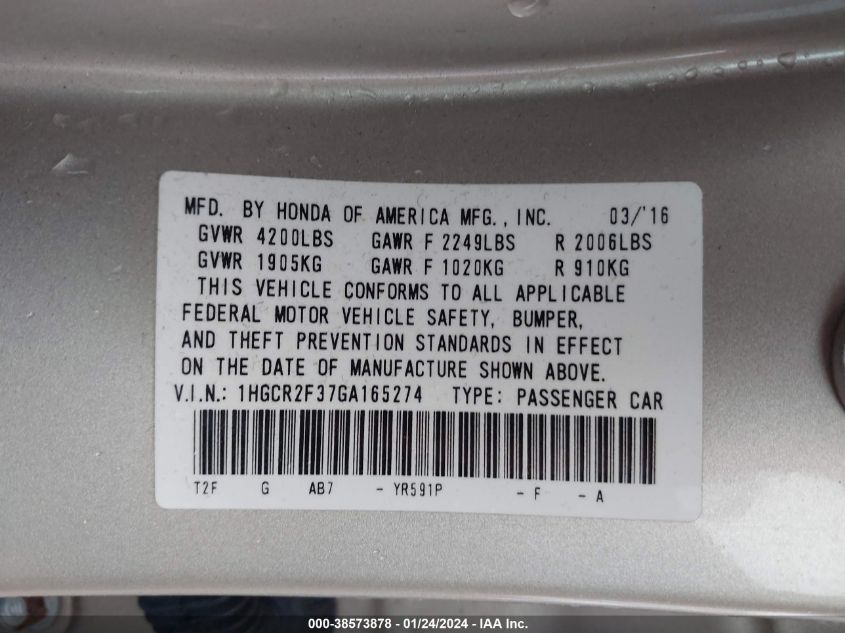 MFD. BY HONDA OF AMERICA MFG., INC. 03/'16
GVWR 4200LBS GAWR F 2249LBS R 2006LBS
GVWR 1905KG GAWR F 1020KG R 910KG
THIS VEHICLE CONFORMS TO ALL APPLICABLE
FEDERAL MOTOR VEHICLE SAFETY, BUMPER,
AND THEFT PREVENTION STANDARDS IN EFFECT
ON THE DATE OF MANUFACTURE SHOWN ABOVE.
V.I.N.: 1HGCR2F37GA165274 TYPE: PASSENGER CAR
T2F G AB7 - YR591P - F - A
000-38573878 - 01/24/2024 - IAA Inc.